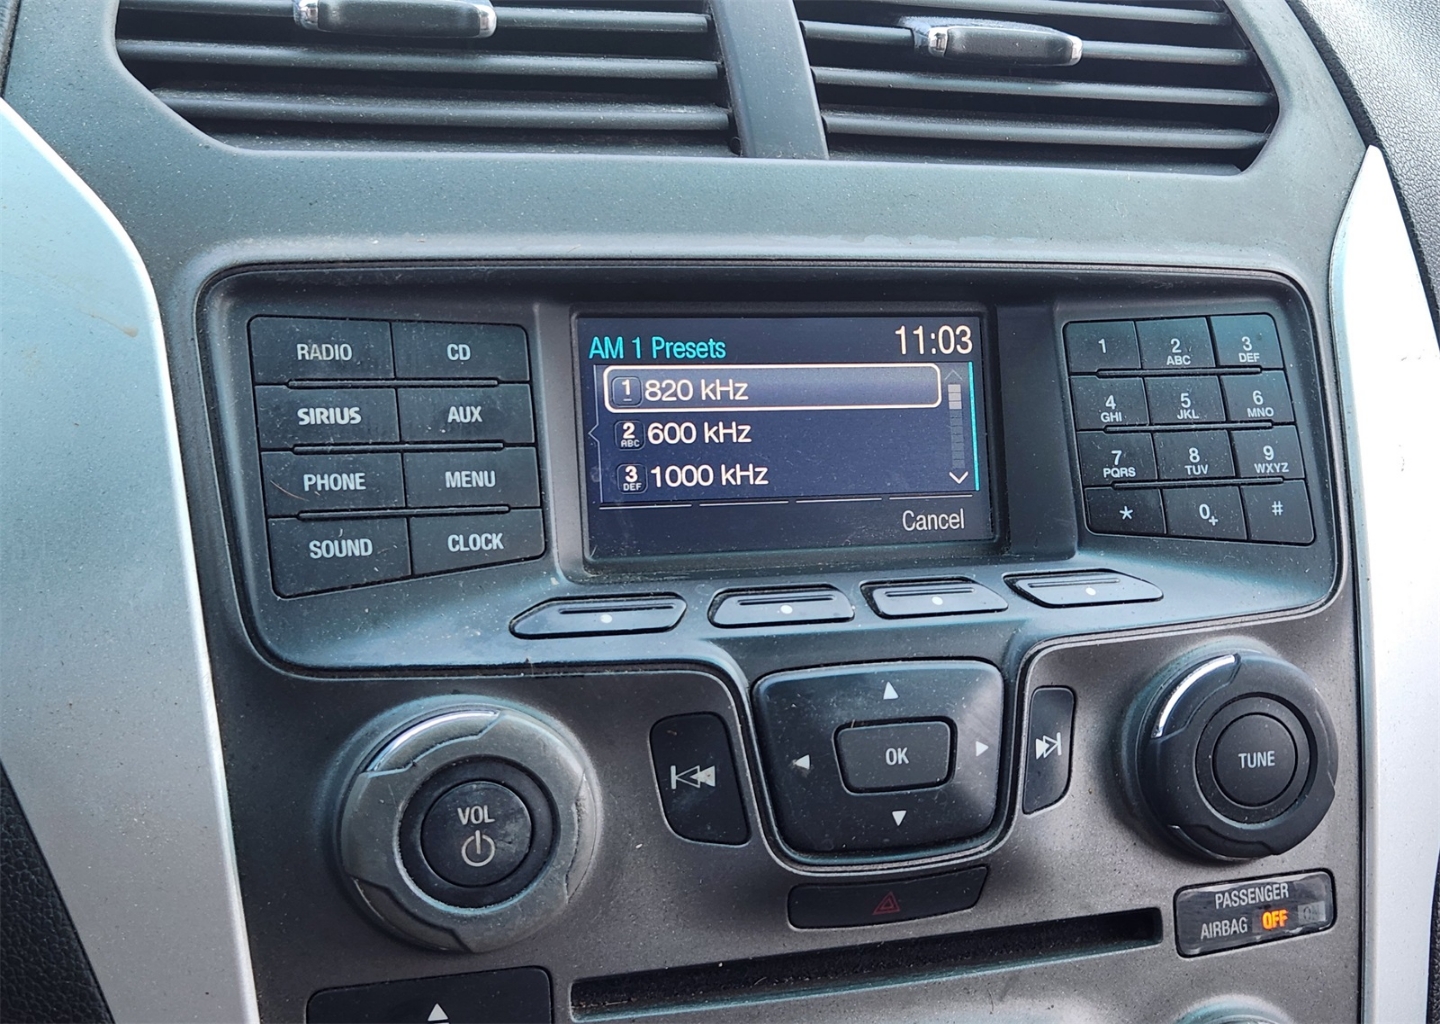 AM 1 Presets 11:03
1 820 kHz
2 ABC 600 kHz
3 DEF 1000 kHz
Cancel
RADIO CD
SIRIUS AUX
PHONE MENU
SOUND CLOCK
1 2 ABC 3 DEF
4 GHI 5 JKL 6 MNO
7 PQRS 8 TUV 9 WXYZ
* 0+ #
VOL
OK
TUNE
PASSENGER
AIRBAG OFF